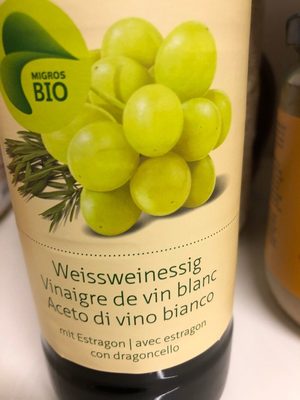 MIGROS
BIO
Weissweinessig
Vinaigre de vin blanc
Aceto di vino bianco
mit Estragon | avec estragon
con dragoncello